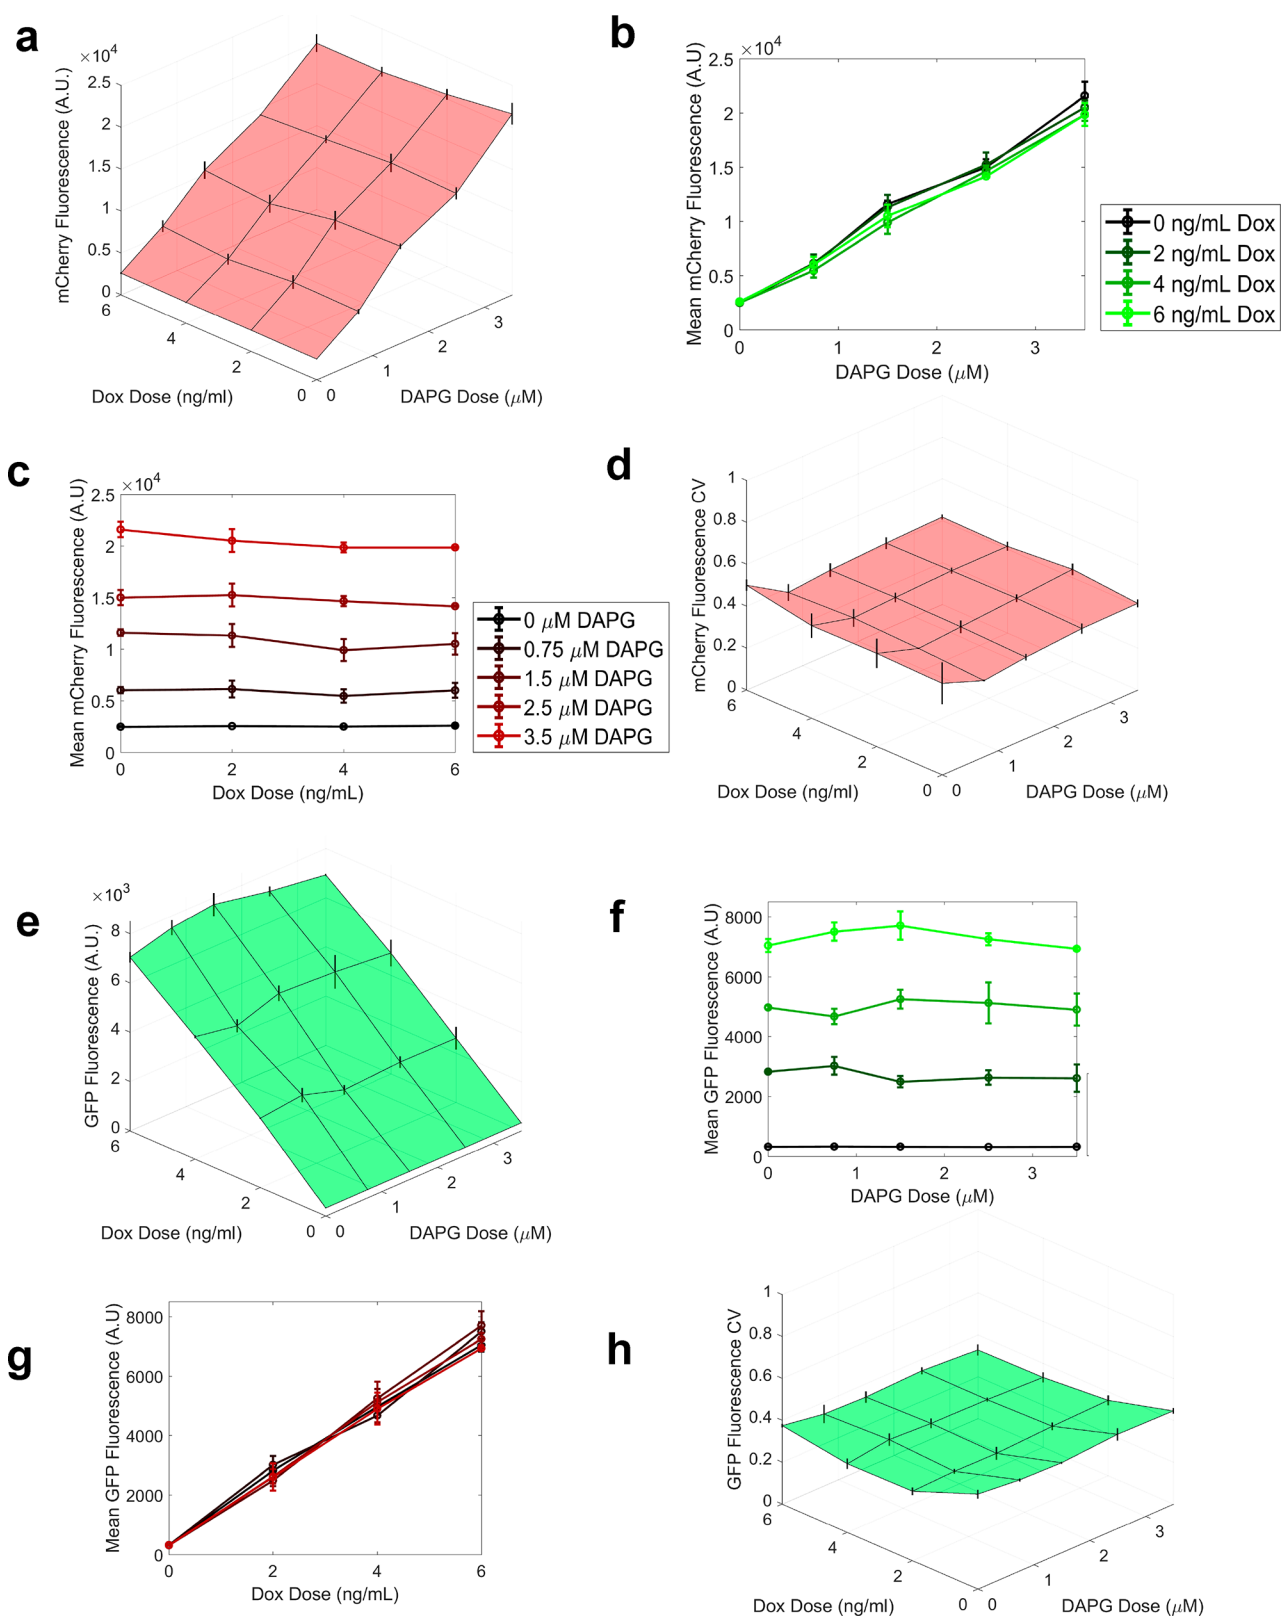 a
×10⁴
2.5
2
1.5
1
0.5
0
mCherry Fluorescence (A.U.)
6
4
2
0
0
1
2
3
Dox Dose (ng/ml)
DAPG Dose (μM)
b
×10⁴
2.5
2
1.5
1
0.5
0
Mean mCherry Fluorescence (A.U)
0
1
2
3
DAPG Dose (μM)
0 ng/mL Dox
2 ng/mL Dox
4 ng/mL Dox
6 ng/mL Dox
c
×10⁴
2.5
2
1.5
1
0.5
0
Mean mCherry Fluorescence (A.U)
0
2
4
6
Dox Dose (ng/mL)
0 μM DAPG
0.75 μM DAPG
1.5 μM DAPG
2.5 μM DAPG
3.5 μM DAPG
d
1
0.8
0.6
0.4
0.2
0
mCherry Fluorescence CV
6
4
2
0
0
1
2
3
Dox Dose (ng/ml)
DAPG Dose (μM)
e
×10³
8
6
4
2
0
GFP Fluorescence (A.U.)
6
4
2
0
0
1
2
3
Dox Dose (ng/ml)
DAPG Dose (μM)
f
8000
6000
4000
2000
0
Mean GFP Fluorescence (A.U)
0
1
2
3
DAPG Dose (μM)
g
8000
6000
4000
2000
0
Mean GFP Fluorescence (A.U)
0
2
4
6
Dox Dose (ng/mL)
h
1
0.8
0.6
0.4
0.2
0
GFP Fluorescence CV
6
4
2
0
0
1
2
3
Dox Dose (ng/ml)
DAPG Dose (μM)